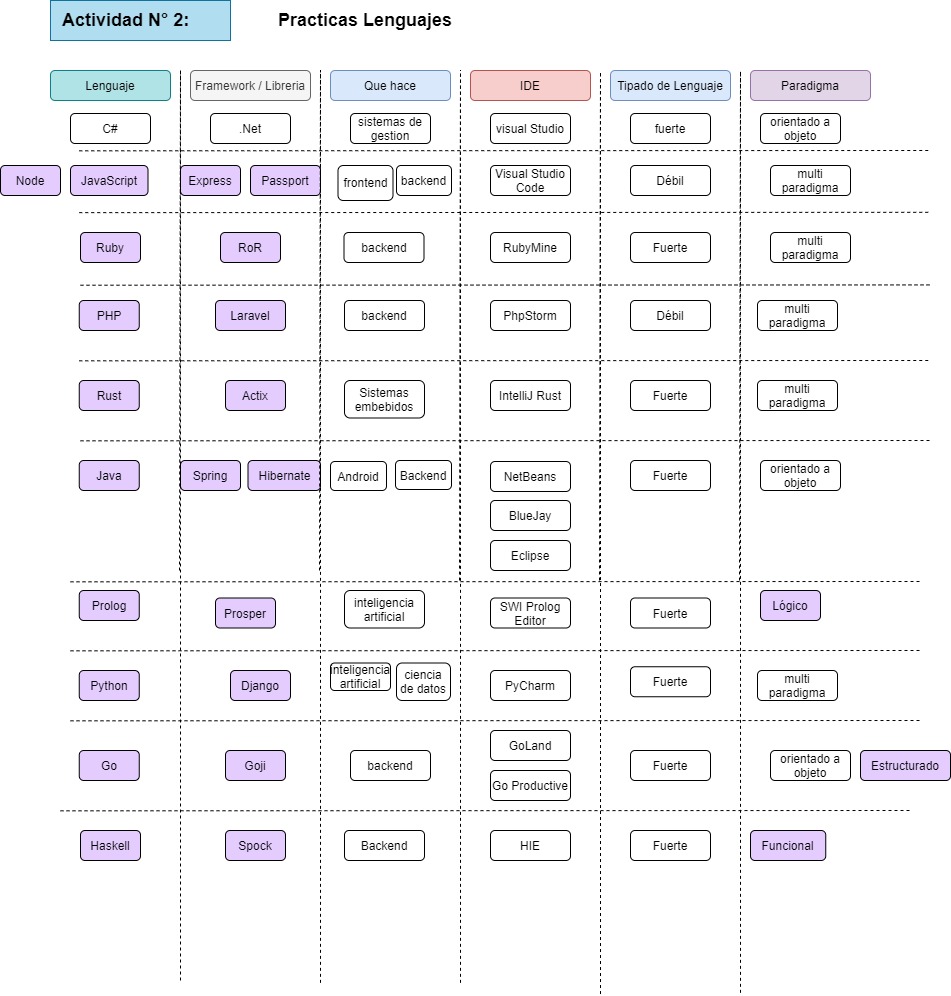 Actividad N° 2:
Practicas Lenguajes
Lenguaje
Framework / Libreria
Que hace
IDE
Tipado de Lenguaje
Paradigma
C#
.Net
sistemas de
gestion
visual Studio
fuerte
orientado a
objeto
Node
JavaScript
Express
Passport
frontend
backend
Visual Studio
Code
Débil
multi
paradigma
Ruby
RoR
backend
RubyMine
Fuerte
multi
paradigma
PHP
Laravel
backend
PhpStorm
Débil
multi
paradigma
Rust
Actix
Sistemas
embebidos
IntelliJ Rust
Fuerte
multi
paradigma
Java
Spring
Hibernate
Android
Backend
NetBeans
BlueJay
Eclipse
Fuerte
orientado a
objeto
Prolog
Prosper
inteligencia
artificial
SWI Prolog
Editor
Fuerte
Lógico
Python
Django
inteligencia
artificial
ciencia
de datos
PyCharm
Fuerte
multi
paradigma
Go
Goji
backend
GoLand
Go Productive
Fuerte
orientado a
objeto
Estructurado
Haskell
Spock
Backend
HIE
Fuerte
Funcional